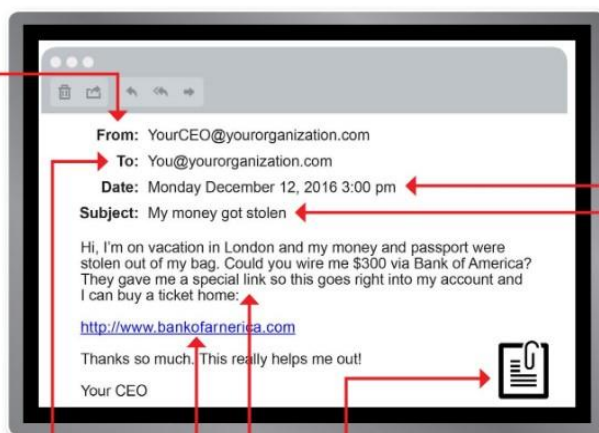 From: YourCEO@yourorganization.com
To: You@yourorganization.com
Date: Monday December 12, 2016 3:00 pm
Subject: My money got stolen
Hi, I'm on vacation in London and my money and passport were
stolen out of my bag. Could you wire me $300 via Bank of America?
They gave me a special link so this goes right into my account and
I can buy a ticket home:
http://www.bankofarnerica.com
Thanks so much. This really helps me out!
Your CEO